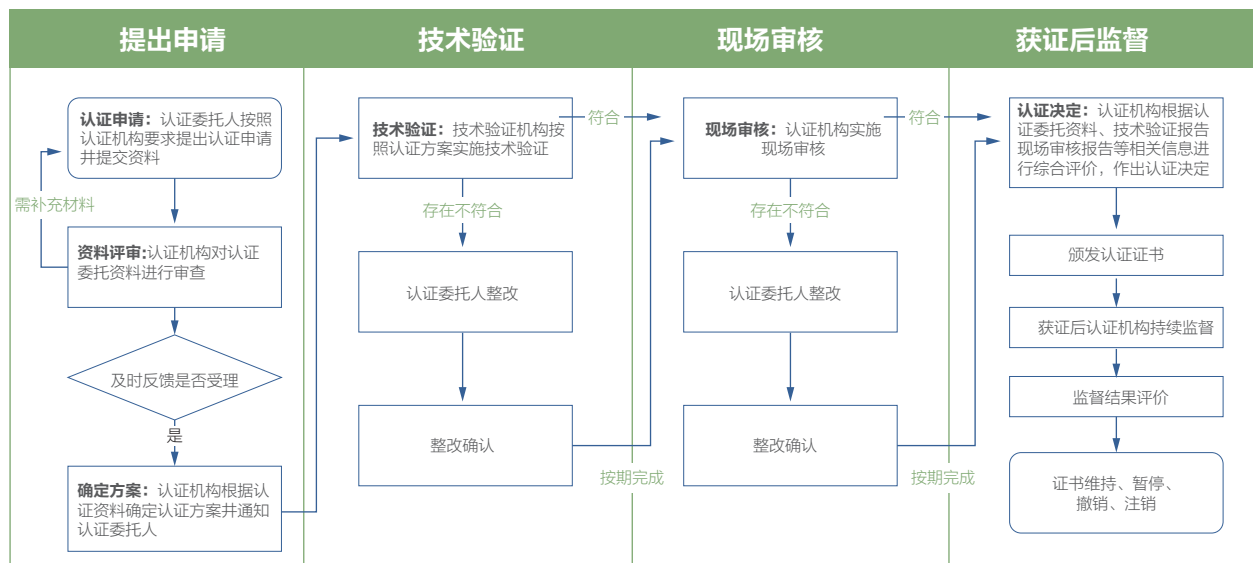 提出申请
技术验证
现场审核
获证后监督
认证申请：认证委托人按照
认证机构要求提出认证申请
并提交资料
需补充材料
资料评审:认证机构对认证
委托资料进行审查
及时反馈是否受理
是
确定方案：认证机构根据认
证资料确定认证方案并通知
认证委托人
技术验证：技术验证机构按
照认证方案实施技术验证
符合
存在不符合
认证委托人整改
整改确认
按期完成
现场审核：认证机构实施
现场审核
符合
存在不符合
认证委托人整改
整改确认
按期完成
认证决定：认证机构根据认
证委托资料、技术验证报告
现场审核报告等相关信息进
行综合评价，作出认证决定
颁发认证证书
获证后认证机构持续监督
监督结果评价
证书维持、暂停、
撤销、注销